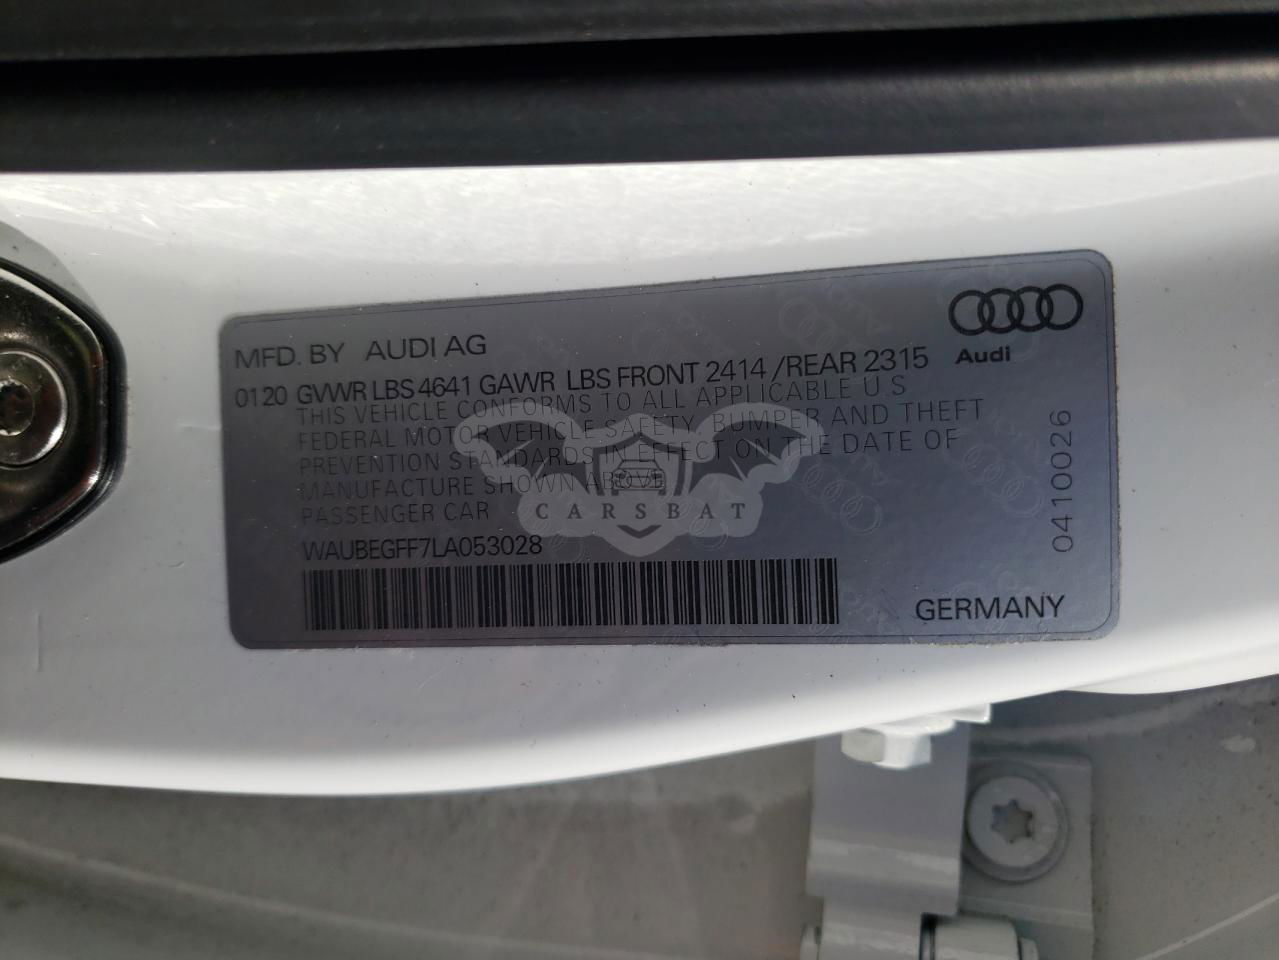 MFD. BY AUDI AG
Audi
0120 GVWR LBS 4641 GAWR LBS FRONT 2414 /REAR 2315
THIS VEHICLE CONFORMS TO ALL APPLICABLE U.S
FEDERAL MOTOR VEHICLE SAFETY, BUMPER AND THEFT
PREVENTION STANDARDS IN EFFECT ON THE DATE OF
MANUFACTURE SHOWN ABOVE.
PASSENGER CAR
CARSBAT
WAUBEGFF7LA053028
0410026
GERMANY